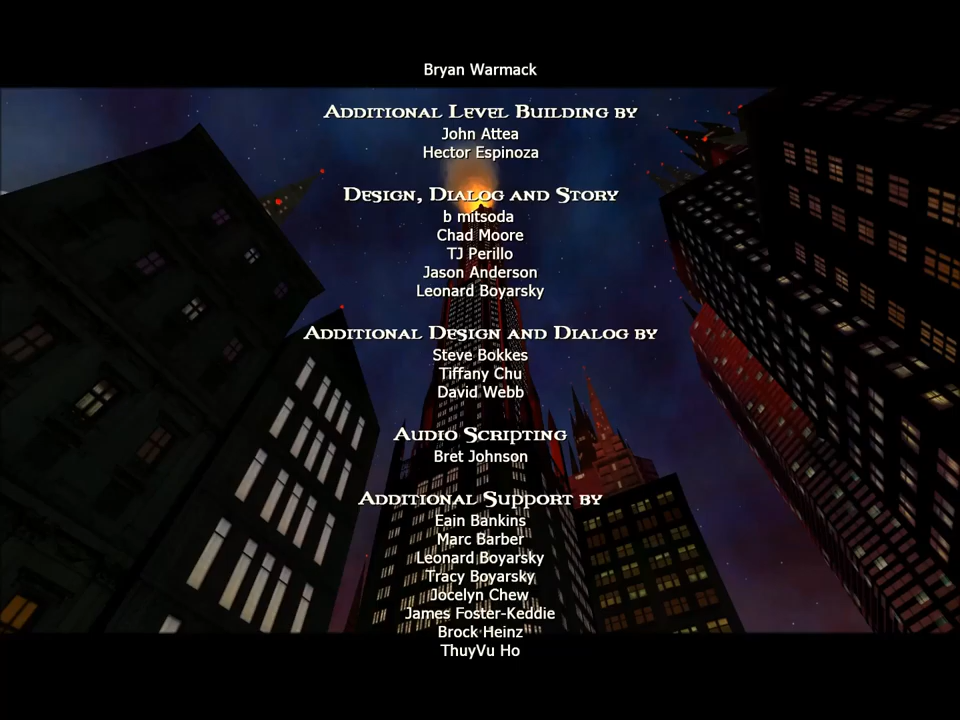 Bryan Warmack
Additional Level Building by
John Attea
Hector Espinoza
Design, Dialog and Story
b mitsoda
Chad Moore
TJ Perillo
Jason Anderson
Leonard Boyarsky
Additional Design and Dialog by
Steve Bokkes
Tiffany Chu
David Webb
Audio Scripting
Bret Johnson
Additional Support by
Eain Bankins
Marc Barber
Leonard Boyarsky
Tracy Boyarsky
Jocelyn Chew
James Foster-Keddie
Brock Heinz
ThuyVu Ho